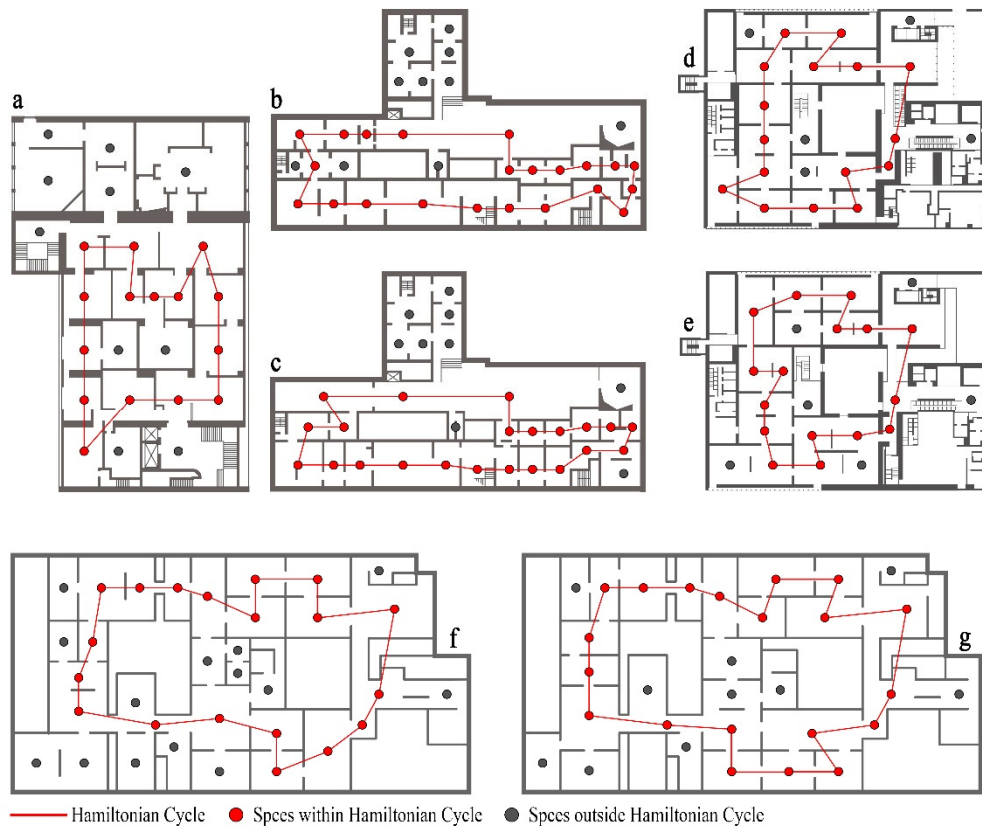 a
b
c
d
e
f
g
Hamiltonian Cycle Spces within Hamiltonian Cycle Spces outside Hamiltonian Cycle